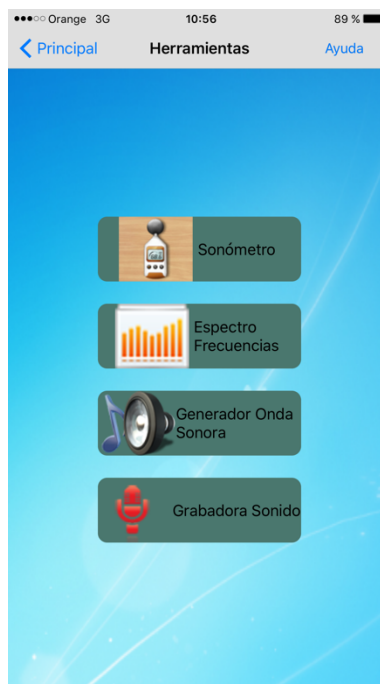 Orange 3G 10:56 89 %
Principal Herramientas Ayuda
Sonómetro
Espectro
Frecuencias
Generador Onda
Sonora
Grabadora Sonido